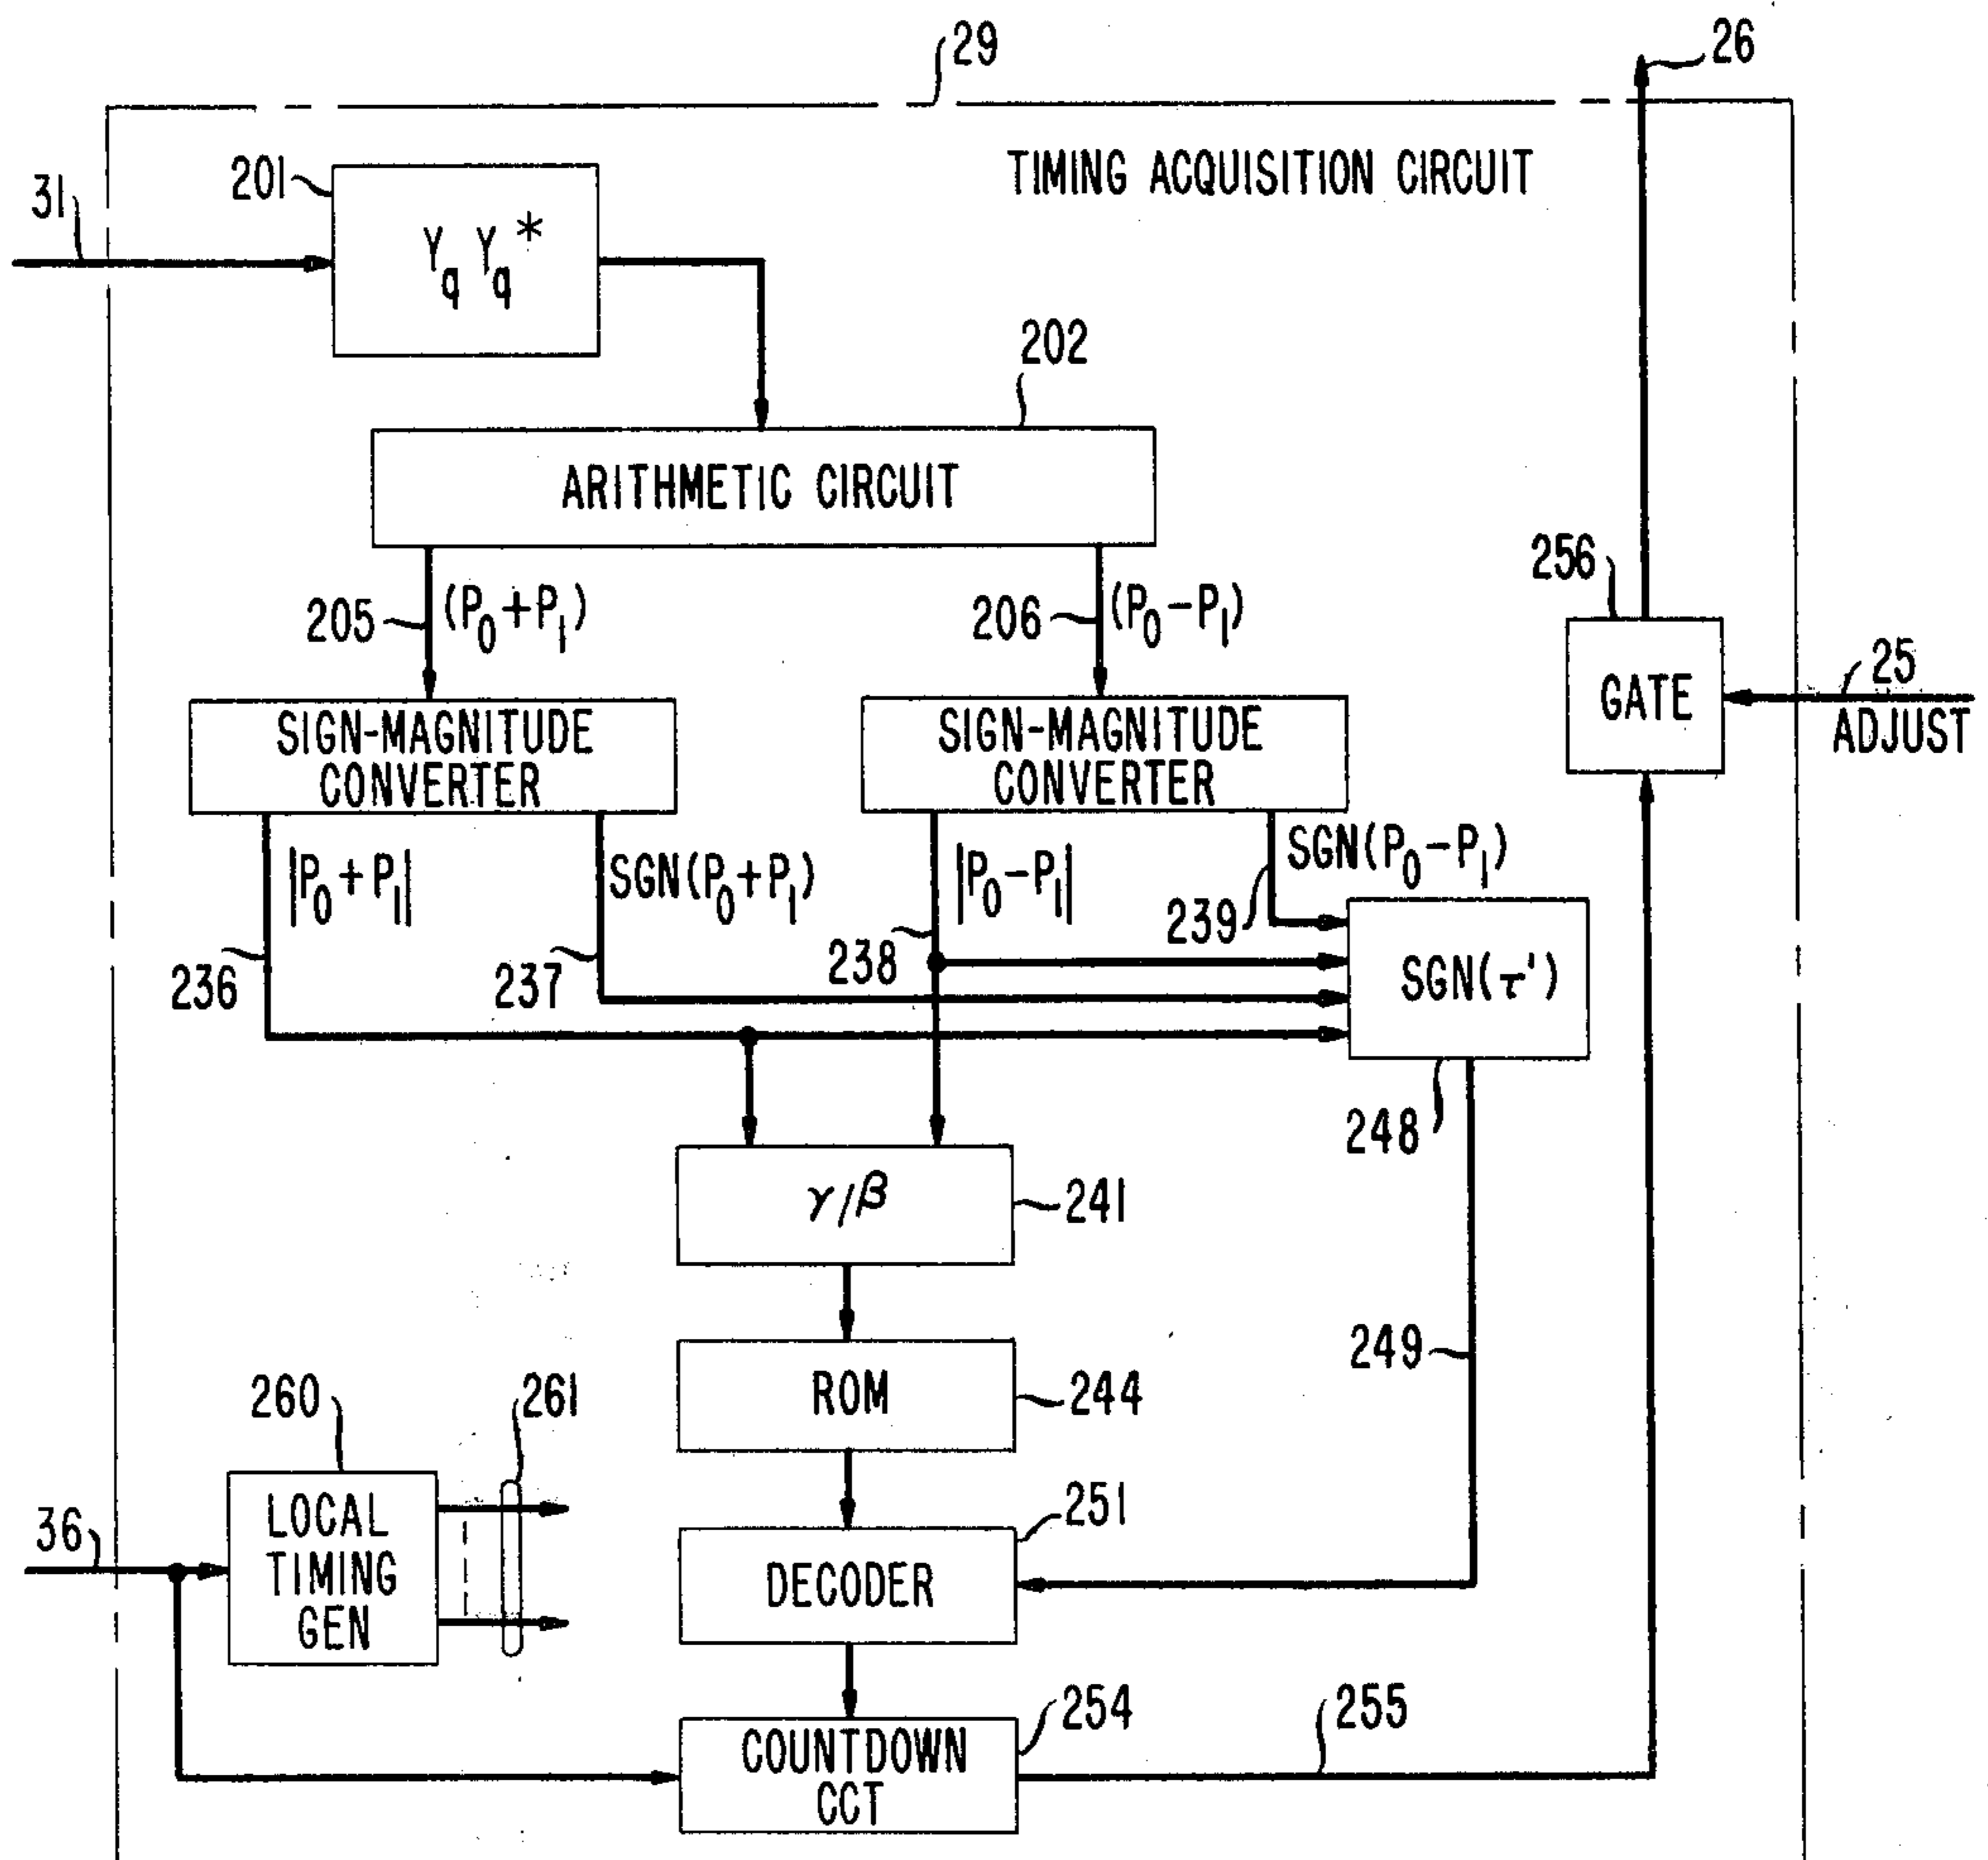 29
26
TIMING ACQUISITION CIRCUIT
201
31
Y_q Y_q*
202
ARITHMETIC CIRCUIT
256
205
(P_0+P_1)
206
(P_0-P_1)
25
GATE
ADJUST
SIGN-MAGNITUDE
CONVERTER
SIGN-MAGNITUDE
CONVERTER
|P_0+P_1|
SGN(P_0+P_1)
|P_0-P_1|
SGN(P_0-P_1)
236
237
238
239
SGN(τ')
248
γ/β
241
249
ROM
244
260
261
251
36
LOCAL
TIMING
GEN
DECODER
254
255
COUNTDOWN
CCT